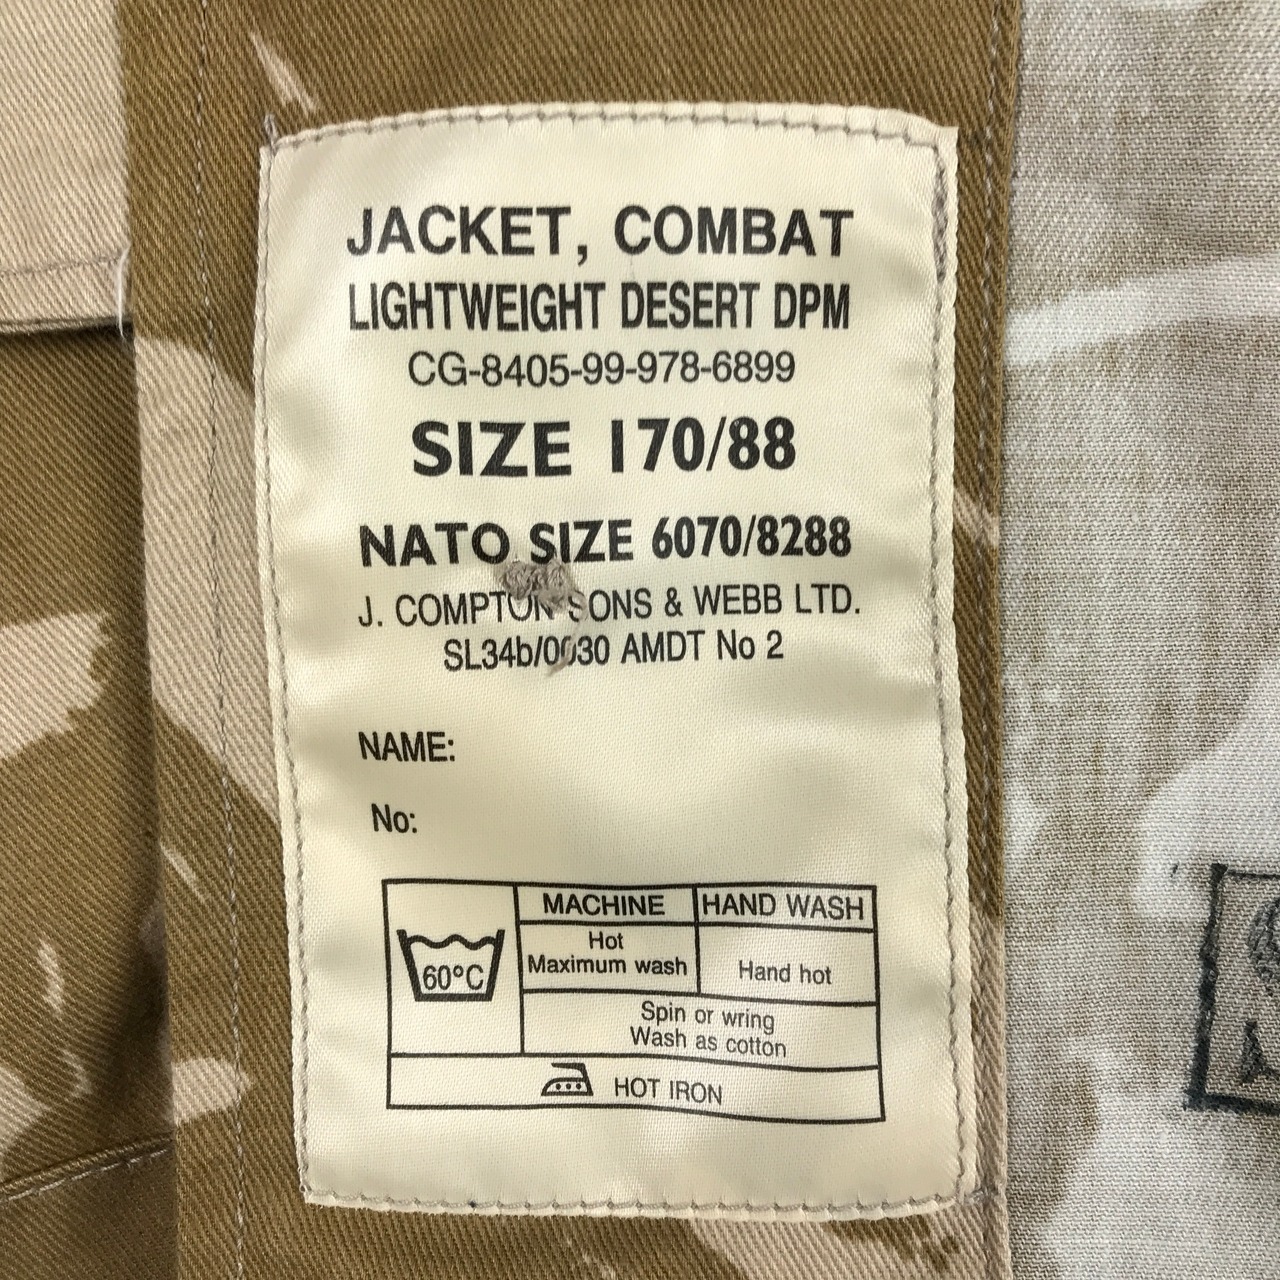 JACKET, COMBAT
LIGHTWEIGHT DESERT DPM
CG-8405-99-978-6899
SIZE 170/88
NATO SIZE 6070/8288
J. COMPTON SONS & WEBB LTD.
SL34b/0030 AMDT No 2
NAME:
No:
MACHINE HAND WASH
60°C
Hot
Maximum wash
Hand hot
Spin or wring
Wash as cotton
HOT IRON